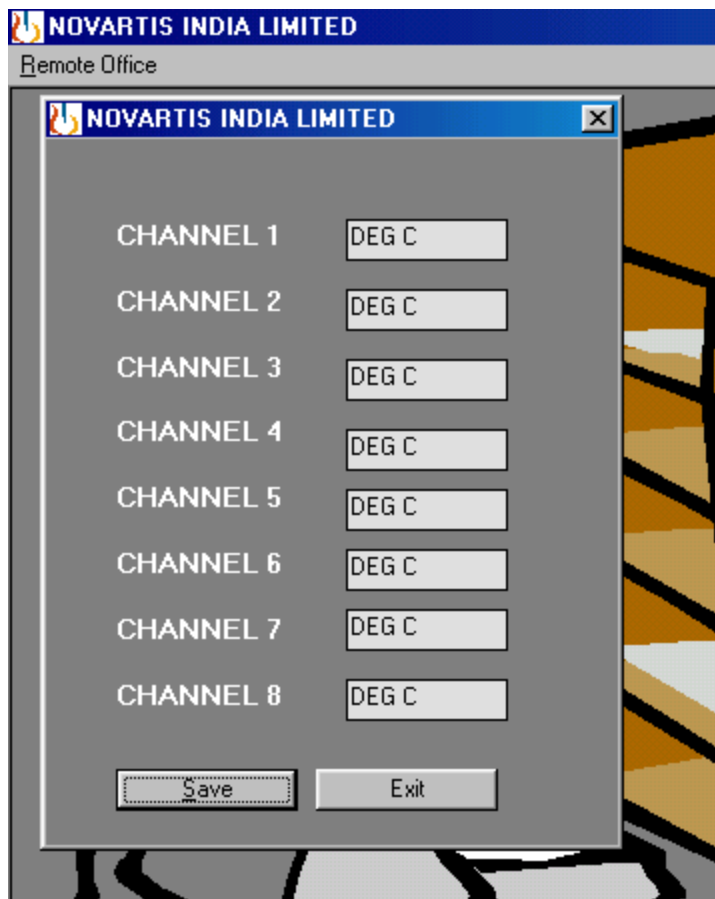 NOVARTIS INDIA LIMITED
Remote Office
NOVARTIS INDIA LIMITED
CHANNEL 1 DEG C
CHANNEL 2 DEG C
CHANNEL 3 DEG C
CHANNEL 4 DEG C
CHANNEL 5 DEG C
CHANNEL 6 DEG C
CHANNEL 7 DEG C
CHANNEL 8 DEG C
Save Exit